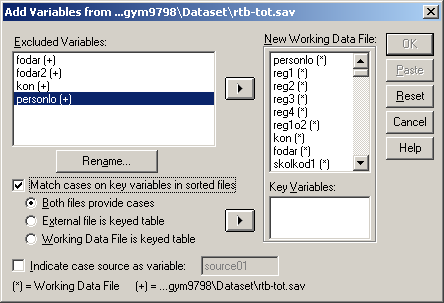 Add Variables from ...gym9798\Dataset\rtb-tot.sav
Excluded Variables:
fodar (+)
fodar2 (+)
kon (+)
personlo (+)
Rename...
Match cases on key variables in sorted files
Both files provide cases
External file is keyed table
Working Data File is keyed table
Indicate case source as variable:
source01
(*) = Working Data File
(+) = ...gym9798\Dataset\rtb-tot.sav
New Working Data File:
personlo (*)
reg1 (*)
reg2 (*)
reg3 (*)
reg4 (*)
reg1o2 (*)
kon (*)
fodar (*)
skolkod1 (*)
Key Variables:
OK
Paste
Reset
Cancel
Help